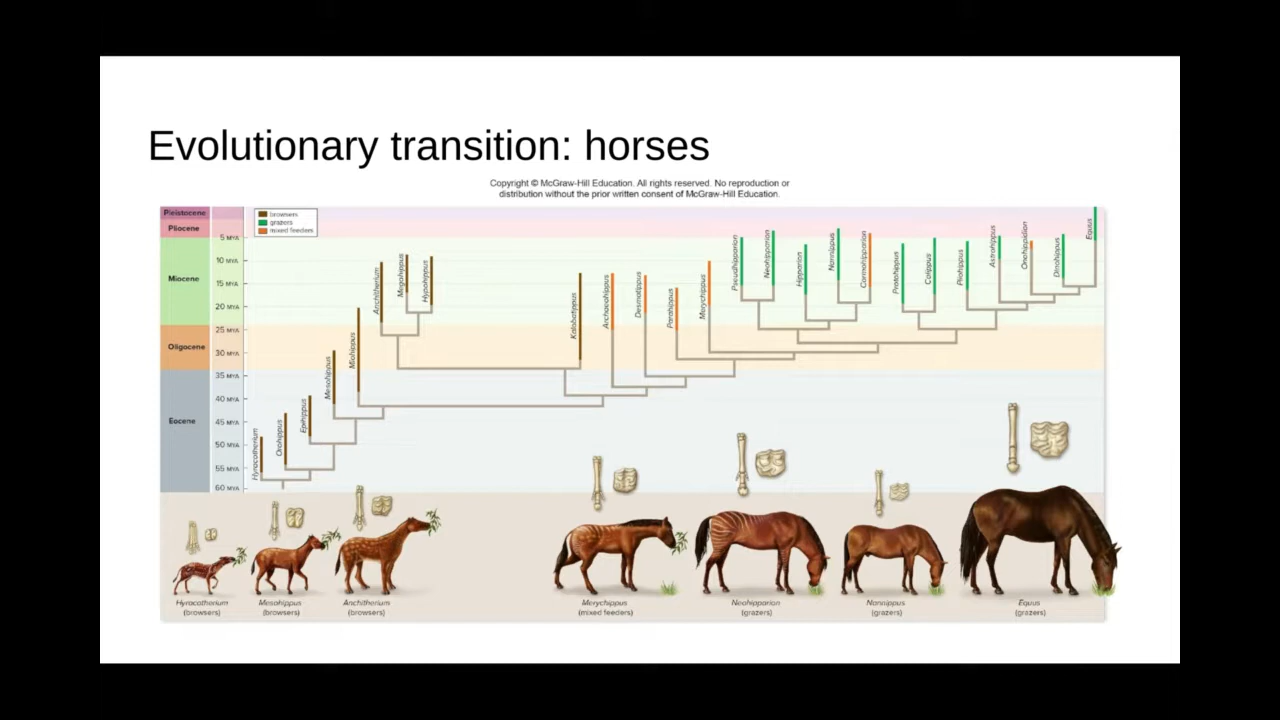 Evolutionary transition: horses
Copyright © McGraw-Hill Education. All rights reserved. No reproduction or
distribution without the prior written consent of McGraw-Hill Education.
Pleistocene
Pliocene
Miocene
Oligocene
Eocene
5 MYA
10 MYA
15 MYA
20 MYA
25 MYA
30 MYA
35 MYA
40 MYA
45 MYA
50 MYA
55 MYA
60 MYA
browsers
grazers
mixed feeders
Hyracotherium
Orohippus
Epihippus
Mesohippus
Miohippus
Anchitherium
Megahippus
Hypohippus
Kalobatippus
Archaeohippus
Desmatippus
Parahippus
Merychippus
Pseudhipparion
Neohipparion
Hipparion
Nannippus
Cormohipparion
Protohippus
Calippus
Pliohippus
Astrohippus
Onohippidion
Dinohippus
Equus
Hyracotherium
(browsers)
Mesohippus
(browsers)
Anchitherium
(browsers)
Merychippus
(mixed feeders)
Neohipparion
(grazers)
Nannippus
(grazers)
Equus
(grazers)